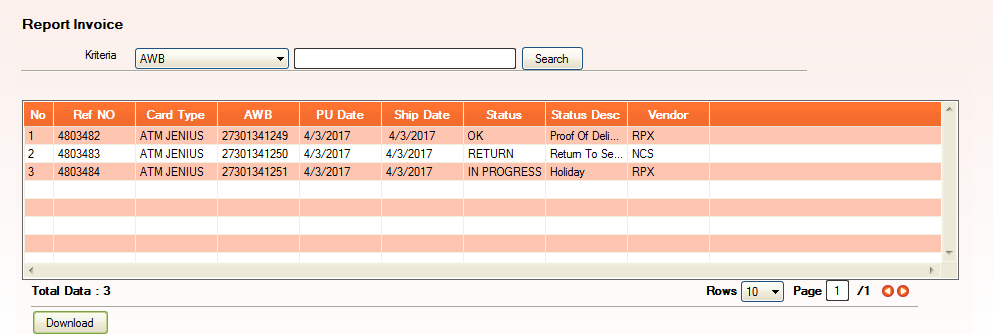 Report Invoice
Kriteria AWB Search
No Ref NO Card Type AWB PU Date Ship Date Status Status Desc Vendor
1 4803482 ATM JENIUS 27301341249 4/3/2017 4/3/2017 OK Proof Of Deli... RPX
2 4803483 ATM JENIUS 27301341250 4/3/2017 4/3/2017 RETURN Return To Se... NCS
3 4803484 ATM JENIUS 27301341251 4/3/2017 4/3/2017 IN PROGRESS Holiday RPX
Total Data : 3 Rows 10 Page 1 /1
Download